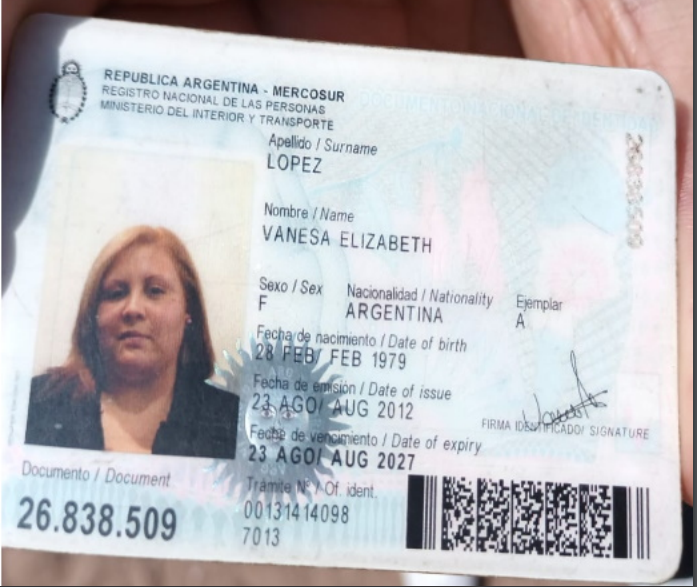 REPUBLICA ARGENTINA - MERCOSUR
REGISTRO NACIONAL DE LAS PERSONAS
MINISTERIO DEL INTERIOR Y TRANSPORTE
DOCUMENTO NACIONAL DE IDENTIDAD
Apellido / Surname
LOPEZ
26838509
Nombre / Name
VANESA ELIZABETH
Sexo / Sex Nacionalidad / Nationality Ejemplar
F ARGENTINA A
Fecha de nacimiento / Date of birth
28 FEB/ FEB 1979
Fecha de emisión / Date of issue
23 AGO/ AUG 2012
FIRMA IDENTIFICADO/ SIGNATURE
Fecha de vencimiento / Date of expiry
23 AGO/ AUG 2027
Documento / Document
26.838.509
Tramite Nº / Of. ident.
00131414098
7013